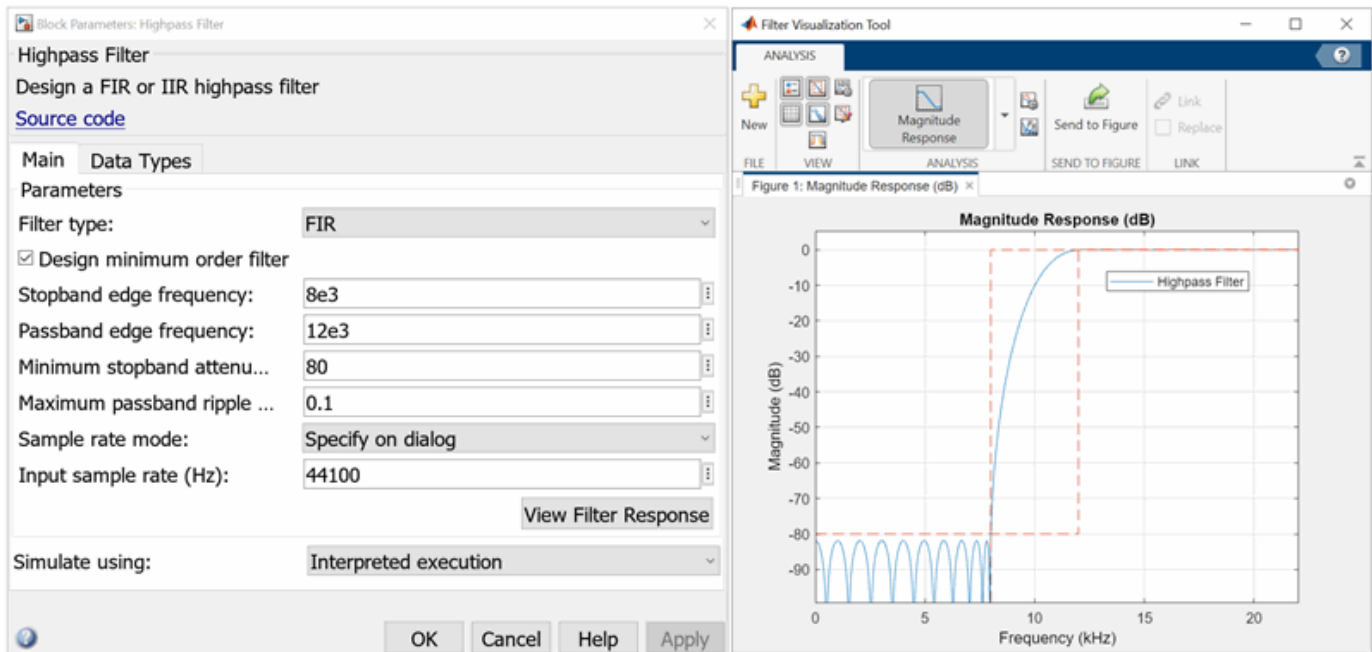 Block Parameters: Highpass Filter
Highpass Filter
Design a FIR or IIR highpass filter
Source code
Main Data Types
Parameters
Filter type: FIR
Design minimum order filter
Stopband edge frequency: 8e3
Passband edge frequency: 12e3
Minimum stopband attenu... 80
Maximum passband ripple ... 0.1
Sample rate mode: Specify on dialog
Input sample rate (Hz): 44100
View Filter Response
Simulate using: Interpreted execution
OK Cancel Help Apply
Filter Visualization Tool
ANALYSIS
New
Magnitude
Response
Send to Figure
Link
Replace
FILE VIEW ANALYSIS SEND TO FIGURE LINK
Figure 1: Magnitude Response (dB)
Magnitude Response (dB)
Highpass Filter
Magnitude (dB)
0
-10
-20
-30
-40
-50
-60
-70
-80
-90
0 5 10 15 20
Frequency (kHz)